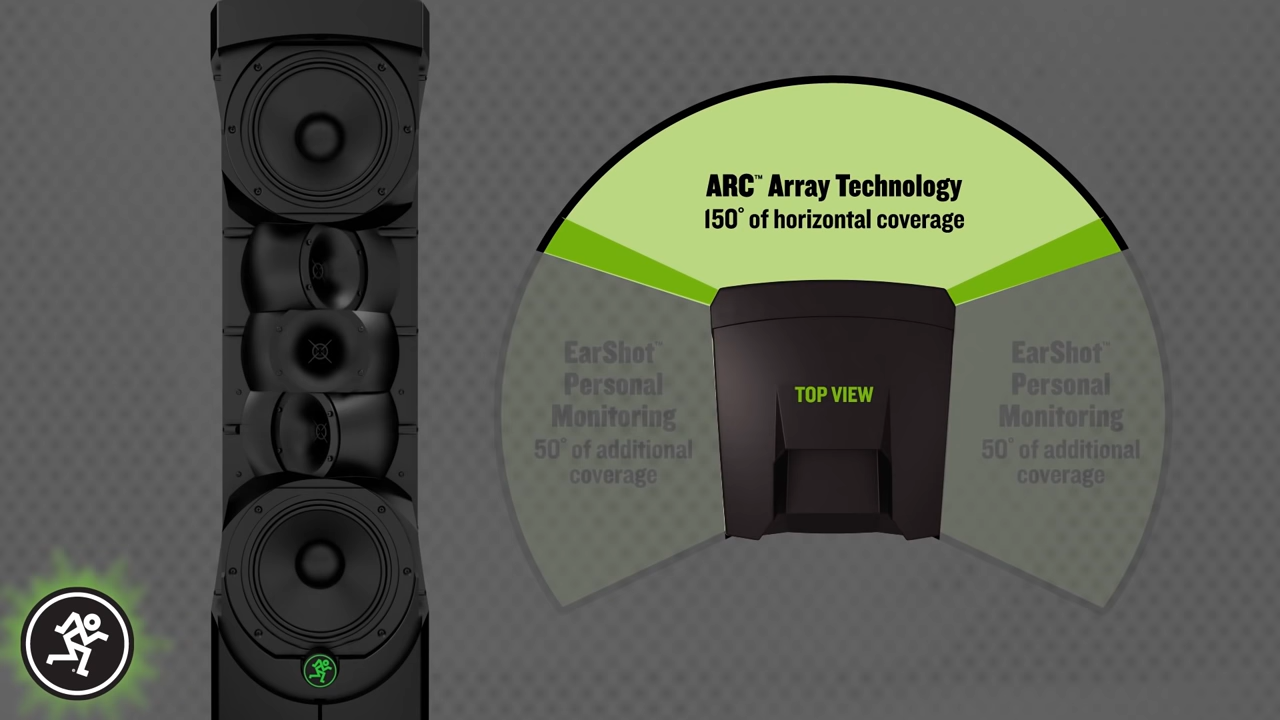 ARC™ Array Technology
150° of horizontal coverage
EarShot™
Personal
Monitoring
50° of additional
coverage
TOP VIEW
EarShot™
Personal
Monitoring
50° of additional
coverage